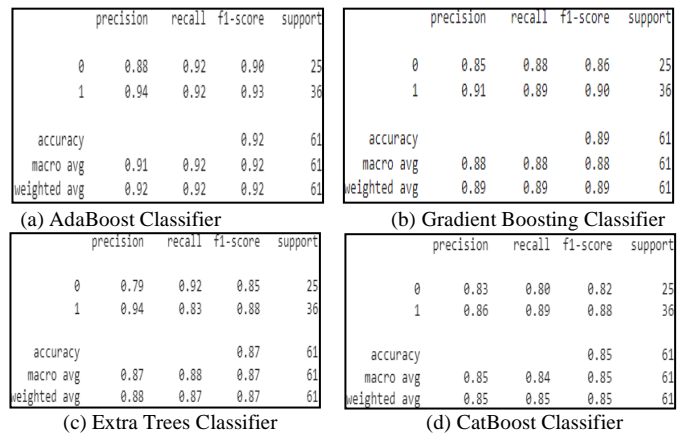 precision recall f1-score support
0 0.88 0.92 0.90 25
1 0.94 0.92 0.93 36
accuracy 0.92 61
macro avg 0.91 0.92 0.92 61
weighted avg 0.92 0.92 0.92 61
(a) AdaBoost Classifier
precision recall f1-score support
0 0.85 0.88 0.86 25
1 0.91 0.89 0.90 36
accuracy 0.89 61
macro avg 0.88 0.88 0.88 61
weighted avg 0.89 0.89 0.89 61
(b) Gradient Boosting Classifier
precision recall f1-score support
0 0.79 0.92 0.85 25
1 0.94 0.83 0.88 36
accuracy 0.87 61
macro avg 0.87 0.88 0.87 61
weighted avg 0.88 0.87 0.87 61
(c) Extra Trees Classifier
precision recall f1-score support
0 0.83 0.80 0.82 25
1 0.86 0.89 0.88 36
accuracy 0.85 61
macro avg 0.85 0.84 0.85 61
weighted avg 0.85 0.85 0.85 61
(d) CatBoost Classifier